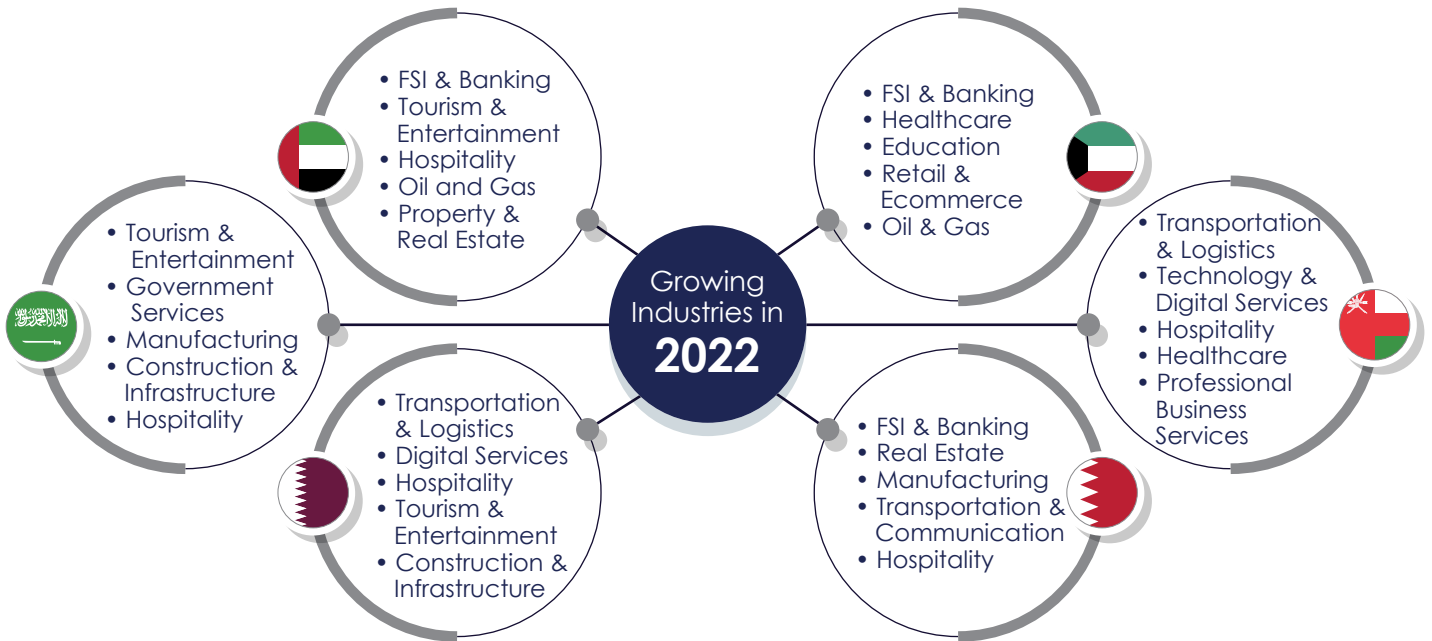 • FSI & Banking
• Tourism &
Entertainment
• Hospitality
• Oil and Gas
• Property &
Real Estate
• FSI & Banking
• Healthcare
• Education
• Retail &
Ecommerce
• Oil & Gas
• Tourism &
Entertainment
• Government
Services
• Manufacturing
• Construction &
Infrastructure
• Hospitality
Growing
Industries in
2022
• Transportation
& Logistics
• Technology &
Digital Services
• Hospitality
• Healthcare
• Professional
Business
Services
• Transportation
& Logistics
• Digital Services
• Hospitality
• Tourism &
Entertainment
• Construction &
Infrastructure
• FSI & Banking
• Real Estate
• Manufacturing
• Transportation &
Communication
• Hospitality